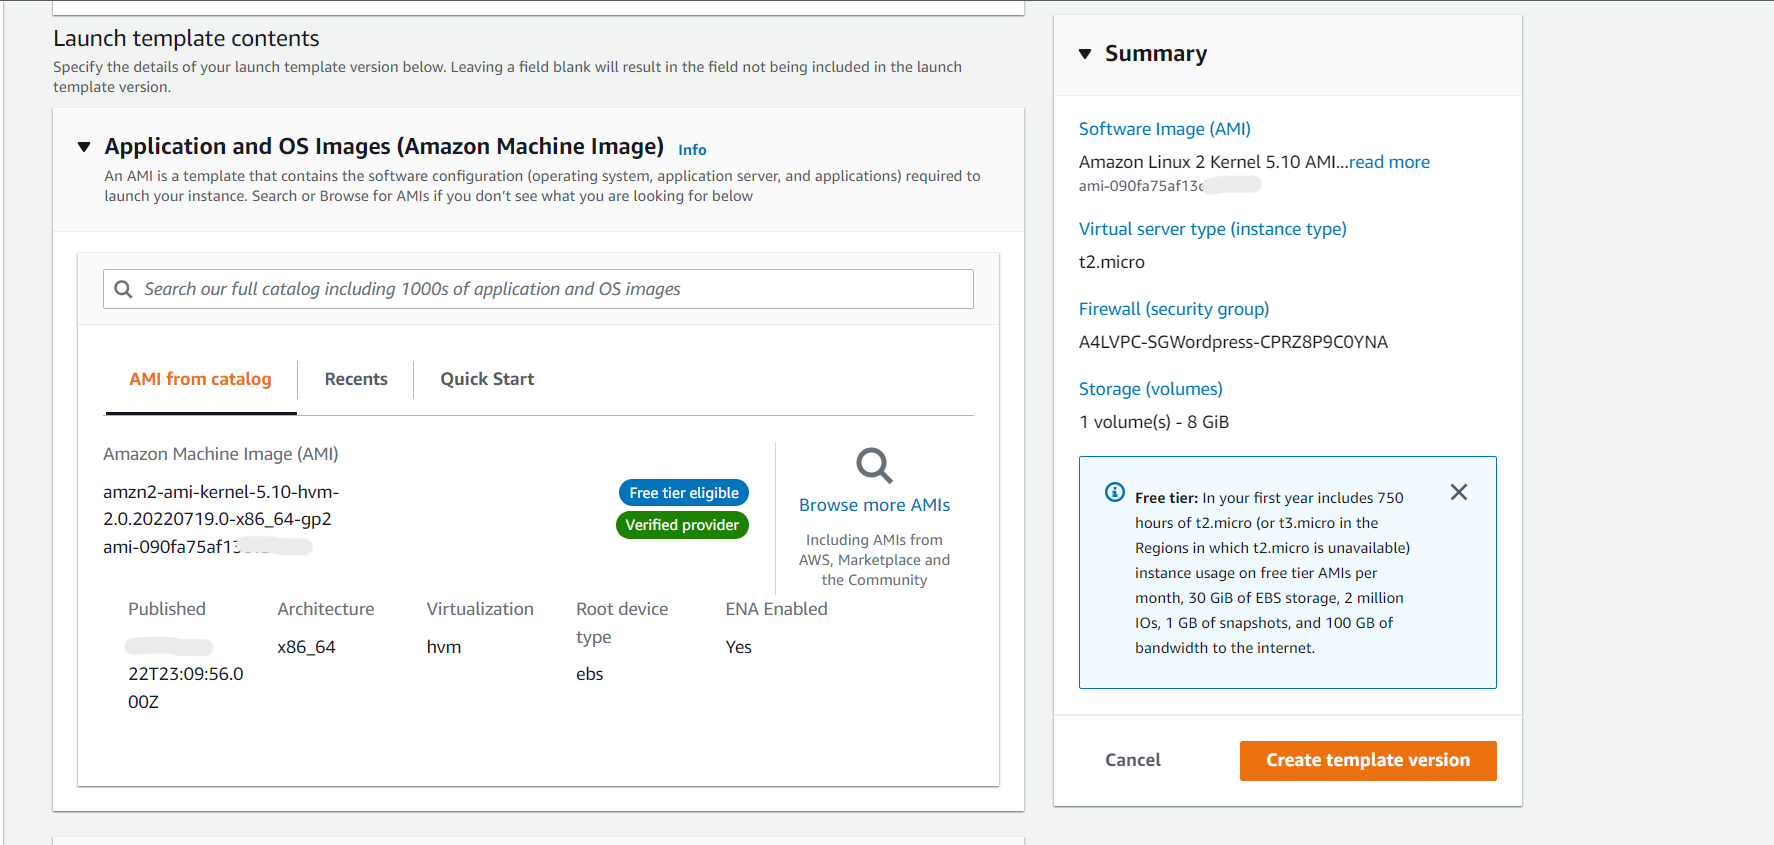 Launch template contents
Specify the details of your launch template version below. Leaving a field blank will result in the field not being included in the launch
template version.
Application and OS Images (Amazon Machine Image) Info
An AMI is a template that contains the software configuration (operating system, application server, and applications) required to
launch your instance. Search or Browse for AMIs if you don’t see what you are looking for below
Search our full catalog including 1000s of application and OS images
AMI from catalog
Recents
Quick Start
Amazon Machine Image (AMI)
amzn2-ami-kernel-5.10-hvm-
2.0.20220719.0-x86_64-gp2
ami-090fa75af13
Free tier eligible
Verified provider
Browse more AMIs
Including AMIs from
AWS, Marketplace and
the Community
Published
22T23:09:56.0
00Z
Architecture
x86_64
Virtualization
hvm
Root device
type
ebs
ENA Enabled
Yes
Summary
Software Image (AMI)
Amazon Linux 2 Kernel 5.10 AMI...read more
ami-090fa75af13c
Virtual server type (instance type)
t2.micro
Firewall (security group)
A4LVPC-SGWordpress-CPRZ8P9C0YNA
Storage (volumes)
1 volume(s) - 8 GiB
Free tier: In your first year includes 750
hours of t2.micro (or t3.micro in the
Regions in which t2.micro is unavailable)
instance usage on free tier AMIs per
month, 30 GiB of EBS storage, 2 million
IOs, 1 GB of snapshots, and 100 GB of
bandwidth to the internet.
Cancel
Create template version